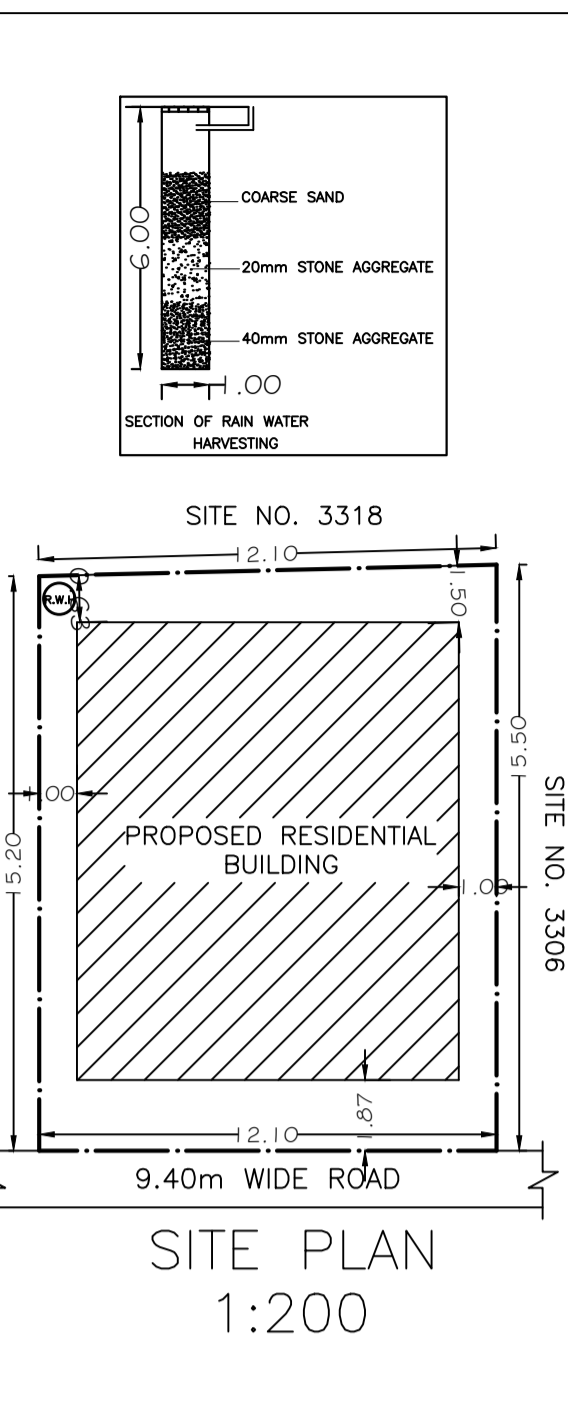 6.00
COARSE SAND
20mm STONE AGGREGATE
40mm STONE AGGREGATE
1.00
SECTION OF RAIN WATER
HARVESTING
SITE NO. 3318
12.10
R.W.H
1.50
15.20
15.50
1.00
PROPOSED RESIDENTIAL
BUILDING
1.00
SITE NO. 3306
1.87
12.10
9.40m WIDE ROAD
SITE PLAN
1:200